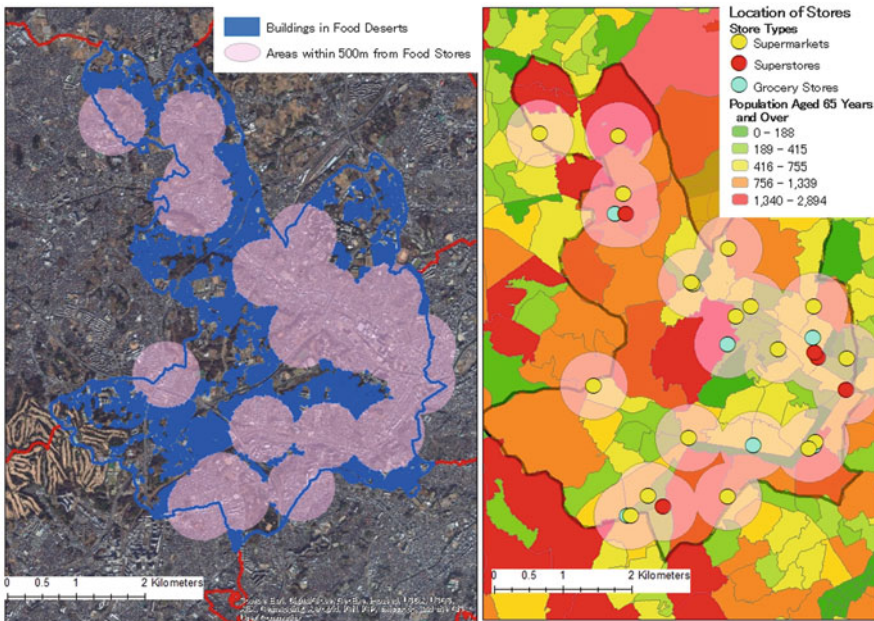 Buildings in Food Deserts
Areas within 500m from Food Stores
0 0.5 1 2 Kilometers
Location of Stores
Store Types
Supermarkets
Superstores
Grocery Stores
Population Aged 65 Years
and Over
0 – 188
189 – 415
416 – 755
756 – 1,339
1,340 – 2,894
0 0.5 1 2 Kilometers